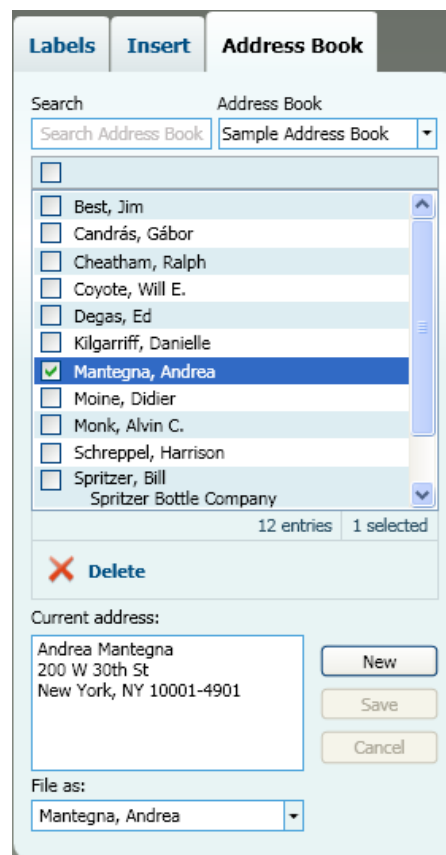 Labels Insert Address Book
Search Address Book
Search Address Book Sample Address Book
Best, Jim
Candrás, Gábor
Cheatham, Ralph
Coyote, Will E.
Degas, Ed
Kilgarriff, Danielle
Mantegna, Andrea
Moine, Didier
Monk, Alvin C.
Schreppel, Harrison
Spritzer, Bill
Spritzer Bottle Company
12 entries 1 selected
Delete
Current address:
Andrea Mantegna
200 W 30th St
New York, NY 10001-4901
New
Save
Cancel
File as:
Mantegna, Andrea